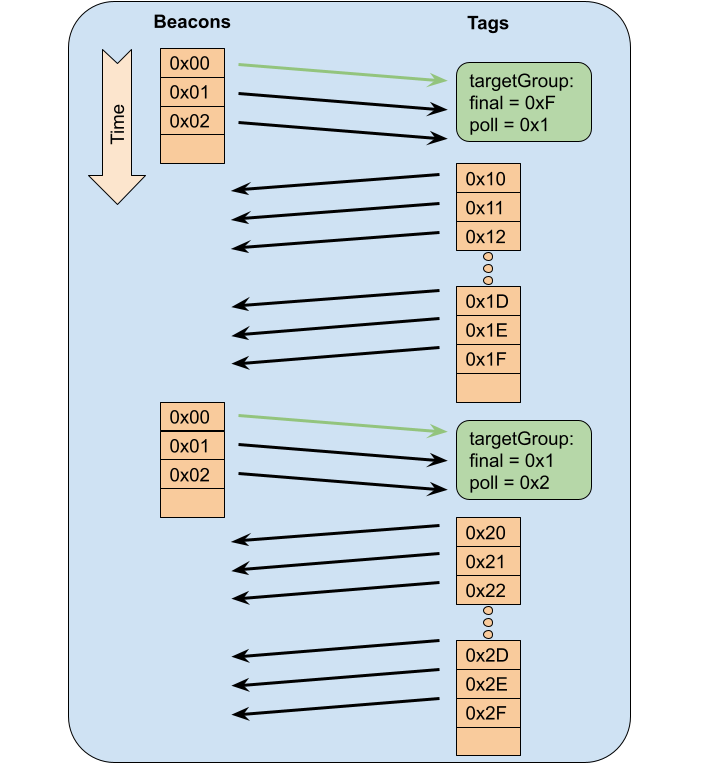 Beacons
Tags
Time
0x00
0x01
0x02
targetGroup:
final = 0xF
poll = 0x1
0x10
0x11
0x12
0x1D
0x1E
0x1F
0x00
0x01
0x02
targetGroup:
final = 0x1
poll = 0x2
0x20
0x21
0x22
0x2D
0x2E
0x2F